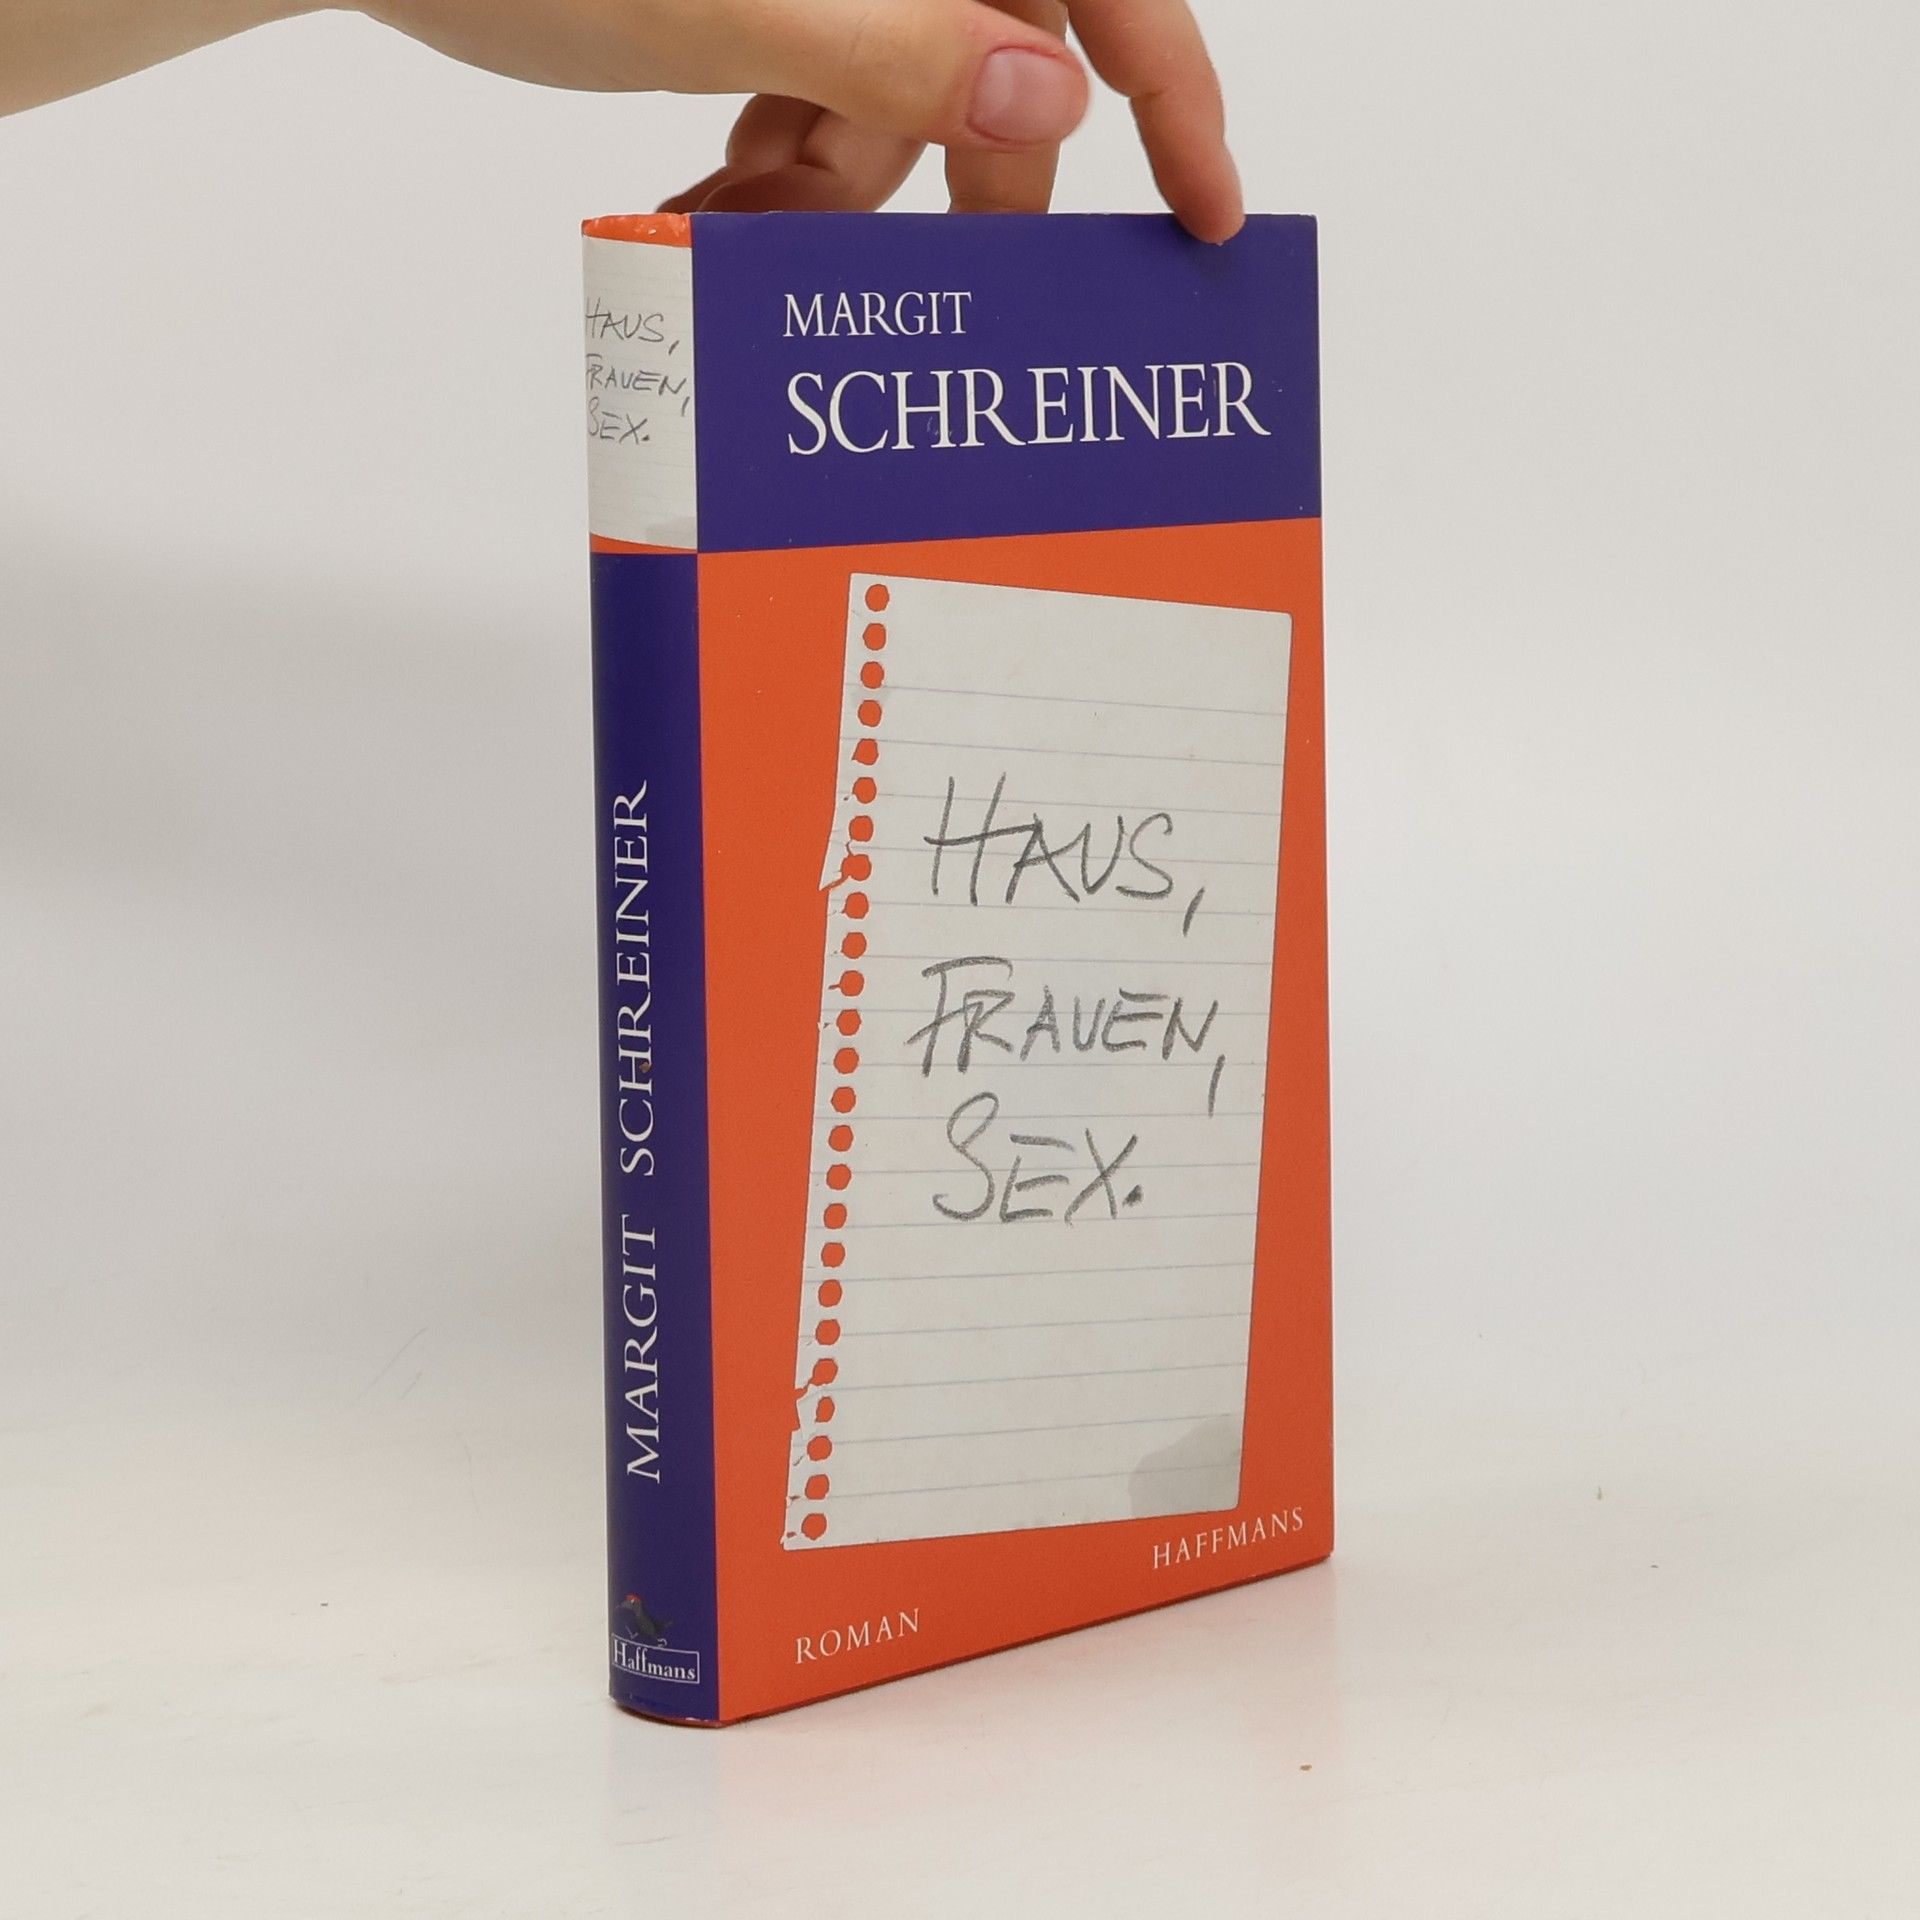 HAUS,
FRAUEN,
SEX.
MARGIT SCHREINER
Haffmans
MARGIT
SCHREINER
HAUS,
FRAUEN,
SEX.
HAFFMANS
ROMAN